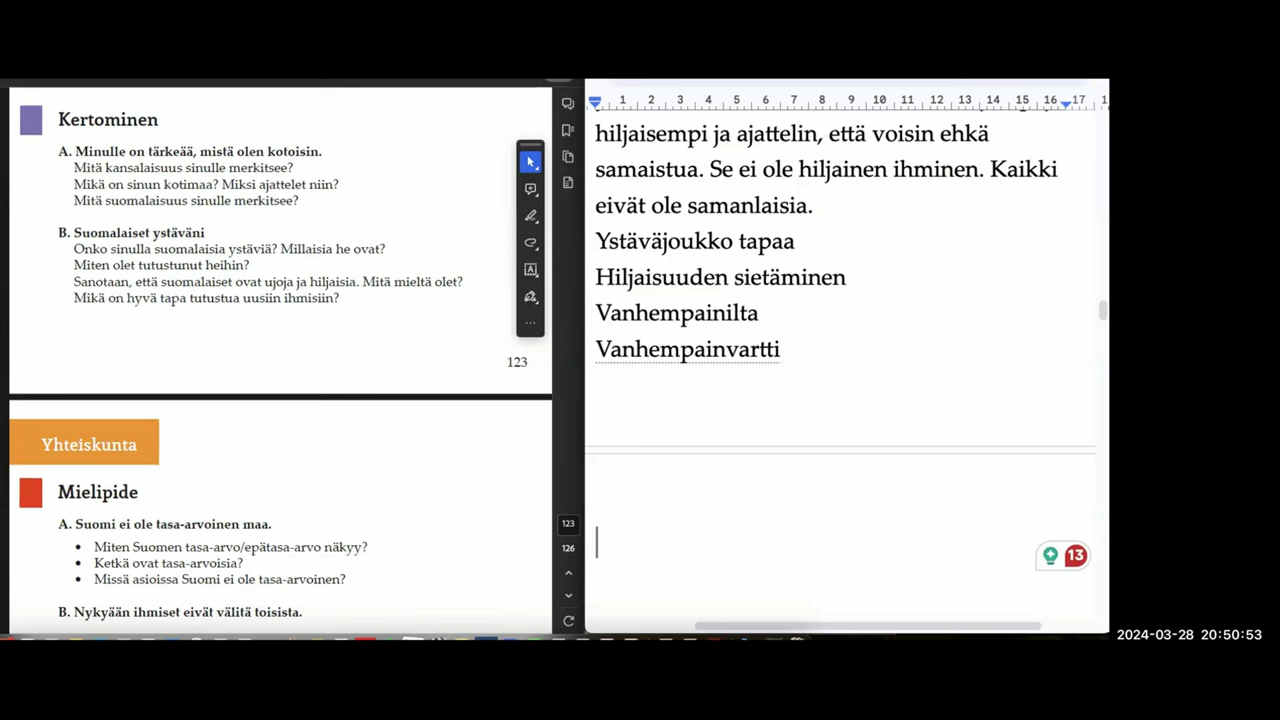 Kertominen
A. Minulle on tärkeää, mistä olen kotoisin.
Mitä kansalaisuus sinulle merkitsee?
Mikä on sinun kotimaa? Miksi ajattelet niin?
Mitä suomalaisuus sinulle merkitsee?
B. Suomalaiset ystäväni
Onko sinulla suomalaisia ystäviä? Millaisia he ovat?
Miten olet tutustunut heihin?
Sanotaan, että suomalaiset ovat ujoja ja hiljaisia. Mitä mieltä olet?
Mikä on hyvä tapa tutustua uusiin ihmisiin?
123
Yhteiskunta
Mielipide
A. Suomi ei ole tasa-arvoinen maa.
• Miten Suomen tasa-arvo/epätasa-arvo näkyy?
• Ketkä ovat tasa-arvoisia?
• Missä asioissa Suomi ei ole tasa-arvoinen?
B. Nykyään ihmiset eivät välitä toisista.
123
126
1 2 3 4 5 6 7 8 9 10 11 12 13 14 15 16 17 1
hiljaisempi ja ajattelin, että voisin ehkä
samaistua. Se ei ole hiljainen ihminen. Kaikki
eivät ole samanlaisia.
Ystäväjoukko tapaa
Hiljaisuuden sietäminen
Vanhempainilta
Vanhempainvartti
13
2024-03-28 20:50:53